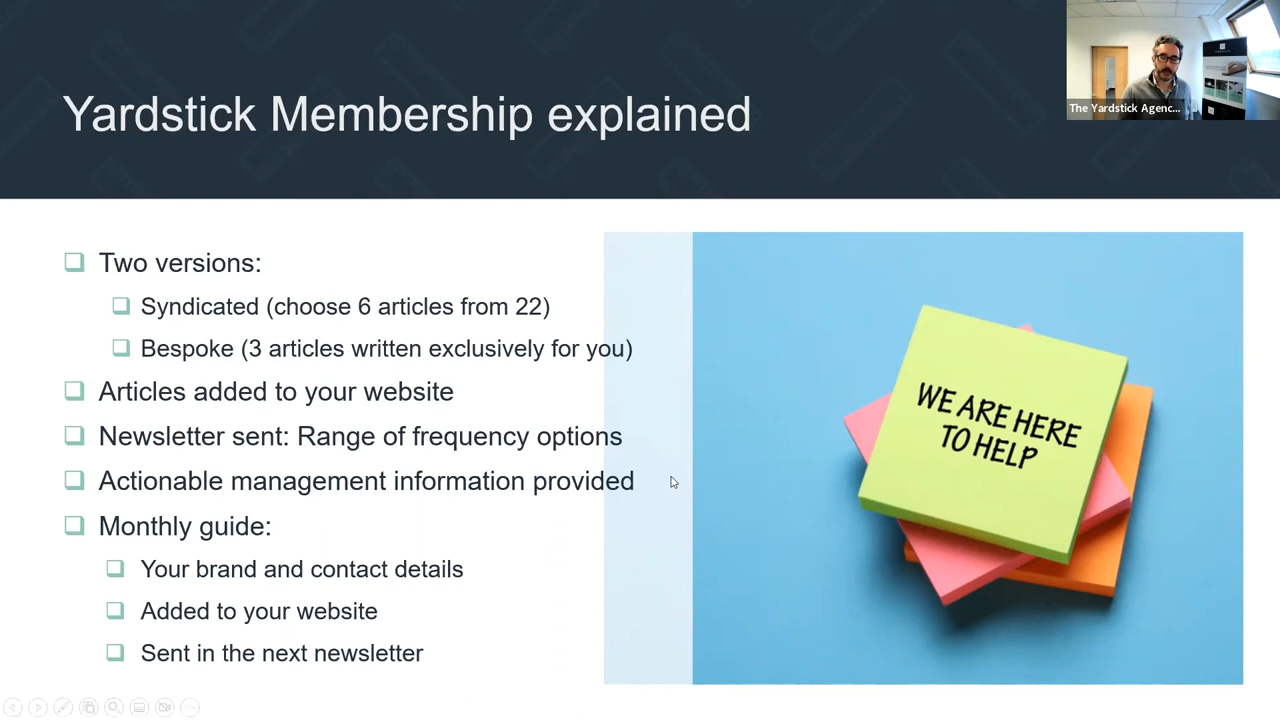 Yardstick Membership explained
The Yardstick Agenc...
Two versions:
Syndicated (choose 6 articles from 22)
Bespoke (3 articles written exclusively for you)
Articles added to your website
Newsletter sent: Range of frequency options
Actionable management information provided
Monthly guide:
Your brand and contact details
Added to your website
Sent in the next newsletter
WE ARE HERE
TO HELP